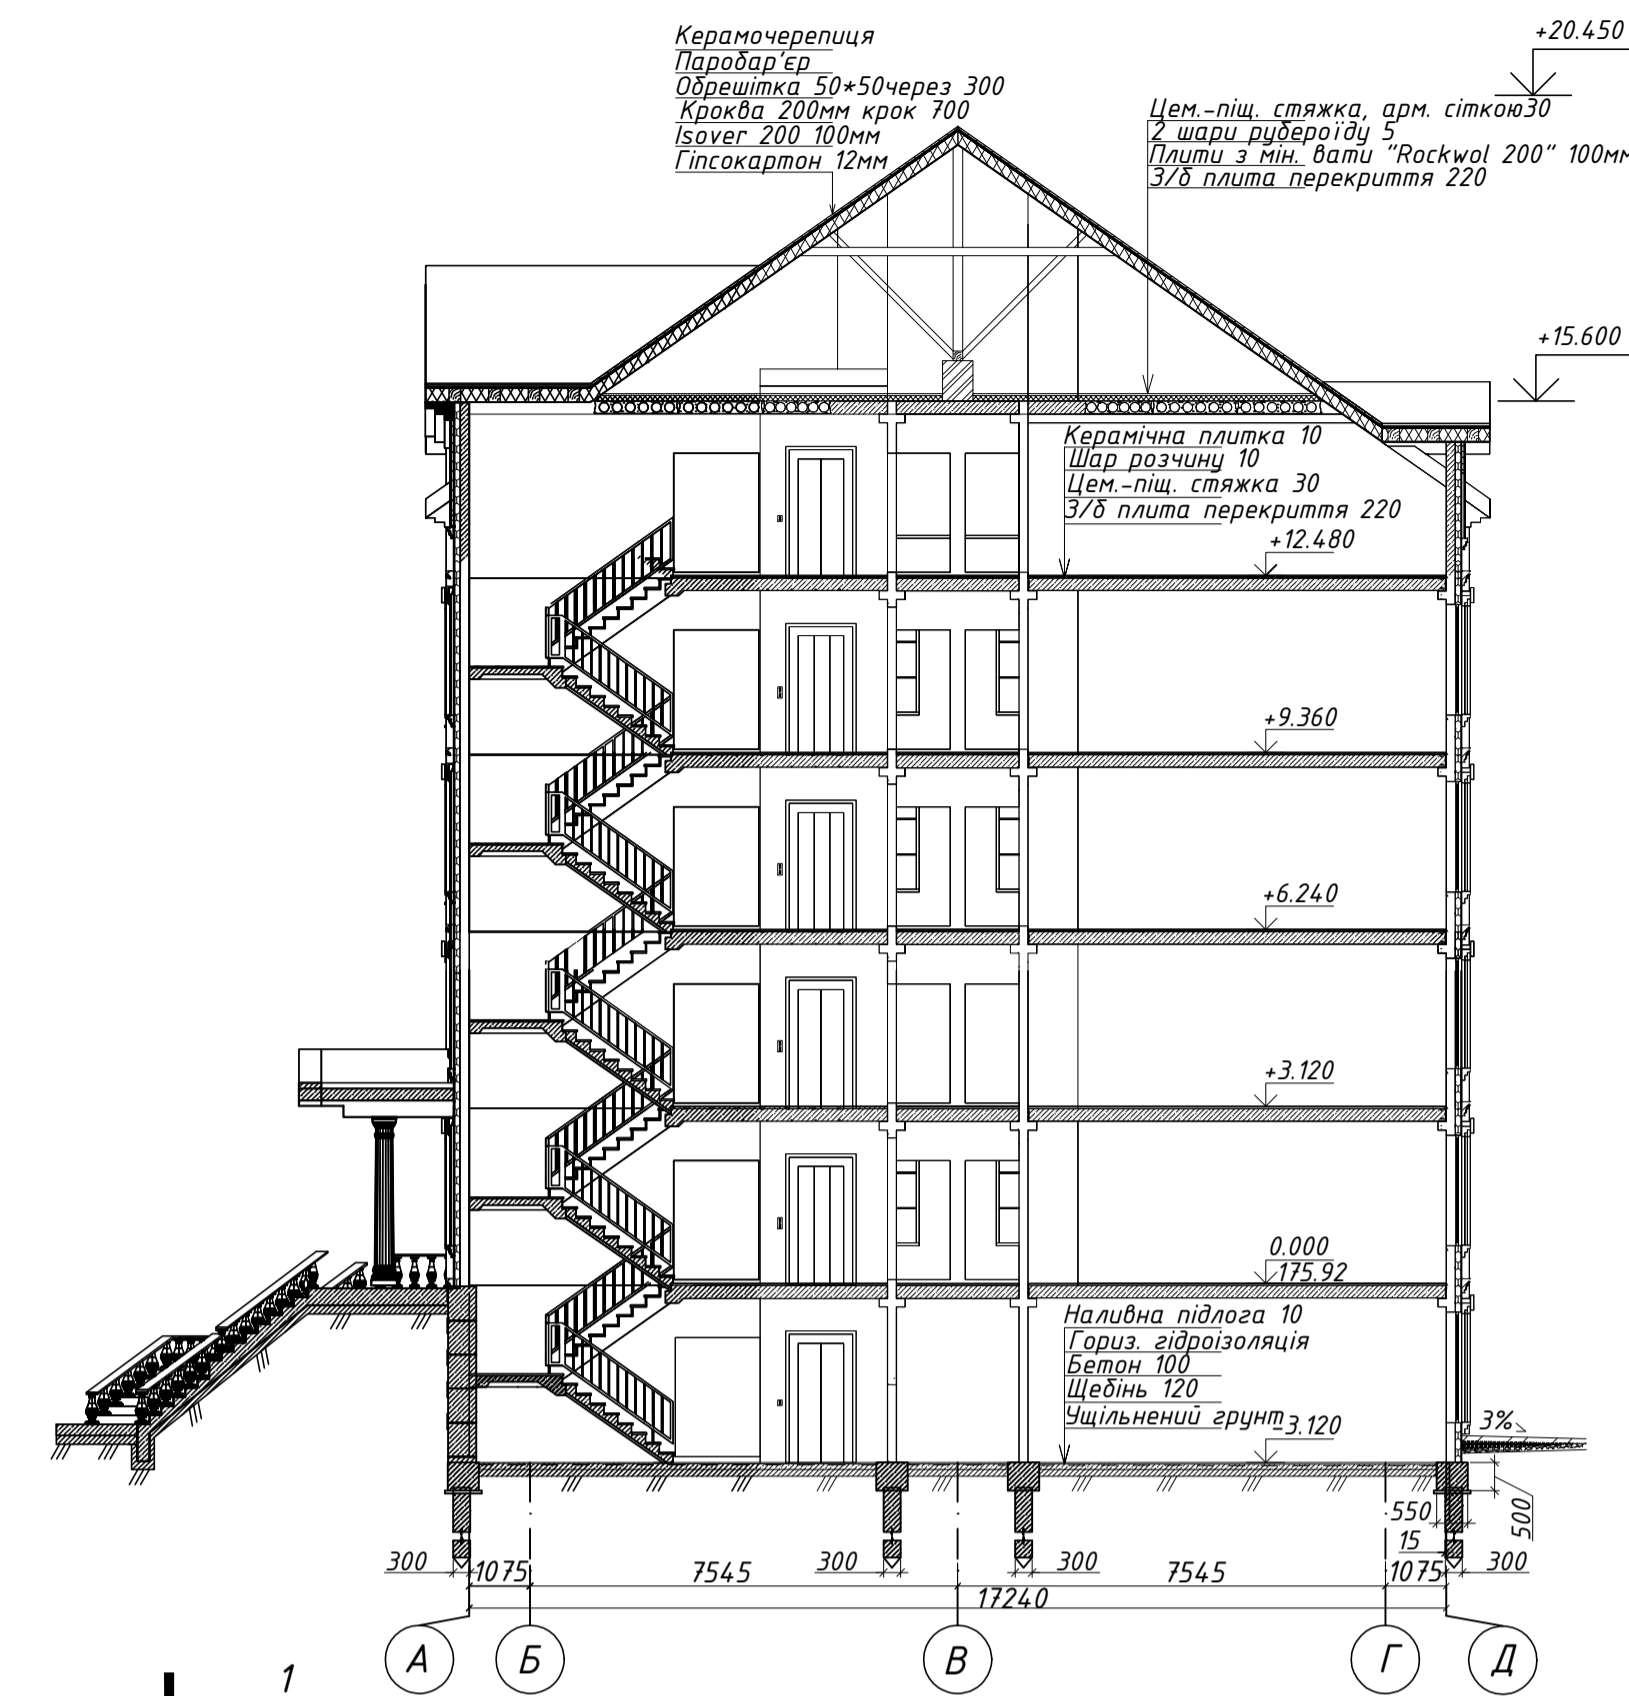 Керамочерепиця
Паробар'єр
Обрешітка 50*50через 300
Кроква 200мм крок 700
Isover 200 100мм
Гіпсокартон 12мм
+20.450
Цем.-піщ. стяжка, арм. сіткою30
2 шари рубероїду 5
Плити з мін. вати "Rockwol 200" 100мм
З/б плита перекриття 220
+15.600
Керамічна плитка 10
Шар розчину 10
Цем.-піщ. стяжка 30
З/б плита перекриття 220
+12.480
+9.360
+6.240
+3.120
0.000
175.92
Наливна підлога 10
Гориз. гідроізоляція
Бетон 100
Щебінь 120
Ущільнений грунт
-3.120
3%
550
500
15
300 1075 7545 300 300 7545 1075 300
17240
А Б В Г Д
1